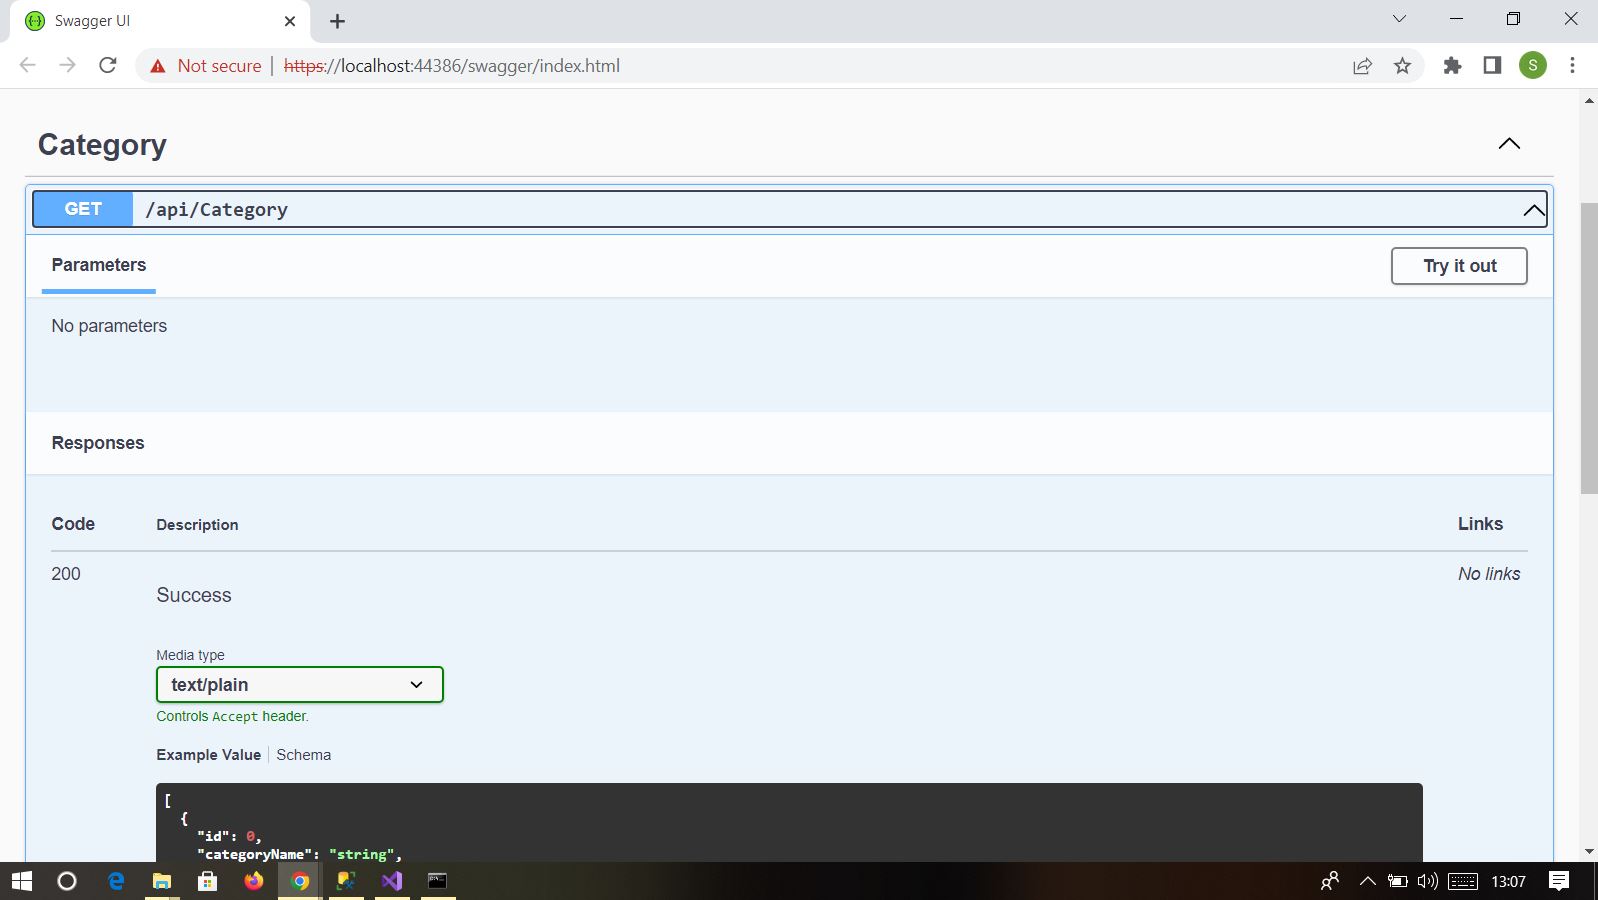 Swagger UI
Not secure | https://localhost:44386/swagger/index.html
S
Category
GET /api/Category
Parameters
Try it out
No parameters
Responses
Code Description Links
200 No links
Success
Media type
text/plain
Controls Accept header.
Example Value | Schema
[
{
"id": 0,
"categoryName": "string",
13:07